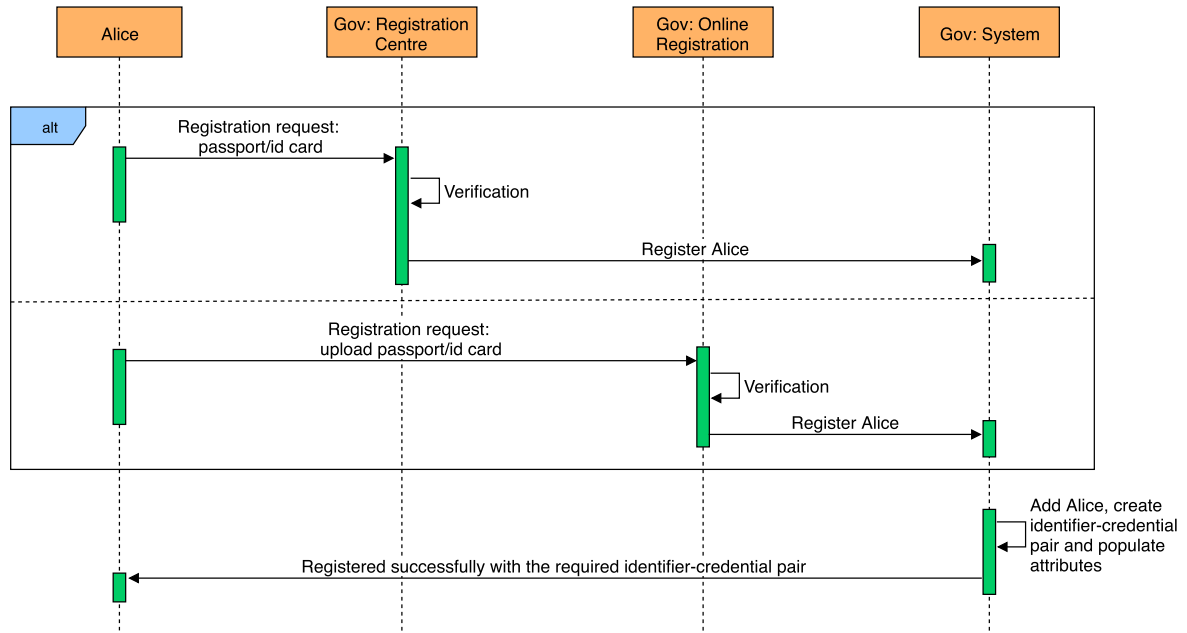 Alice
Gov: Registration
Centre
Gov: Online
Registration
Gov: System
alt
Registration request:
passport/id card
Verification
Register Alice
Registration request:
upload passport/id card
Verification
Register Alice
Add Alice, create
identifier-credential
pair and populate
attributes
Registered successfully with the required identifier-credential pair